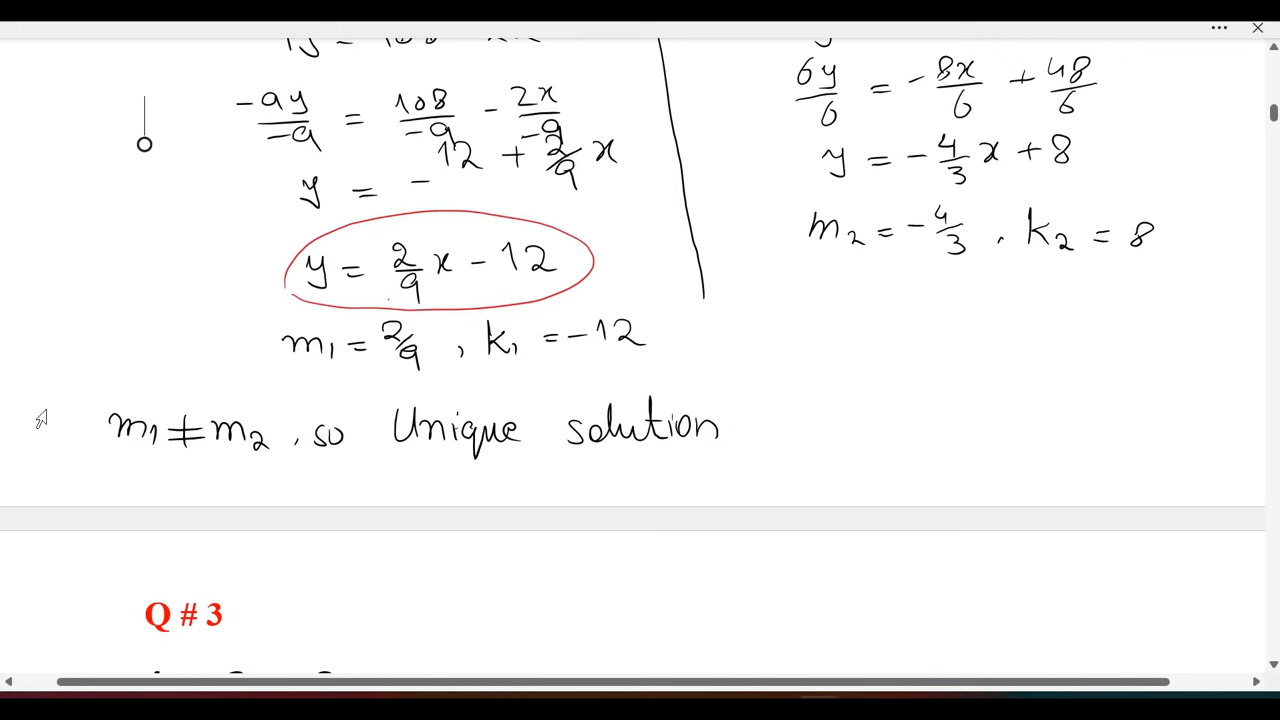 -9y/-9 = 108/-9 - 2x/-9
y = -12 + 2/9 x
y = 2/9 x - 12
m1 = 2/9 , k1 = -12
6y/6 = -8x/6 + 48/6
y = -4/3 x + 8
m2 = -4/3 , k2 = 8
m1 ≠ m2 , so Unique solution
Q # 3